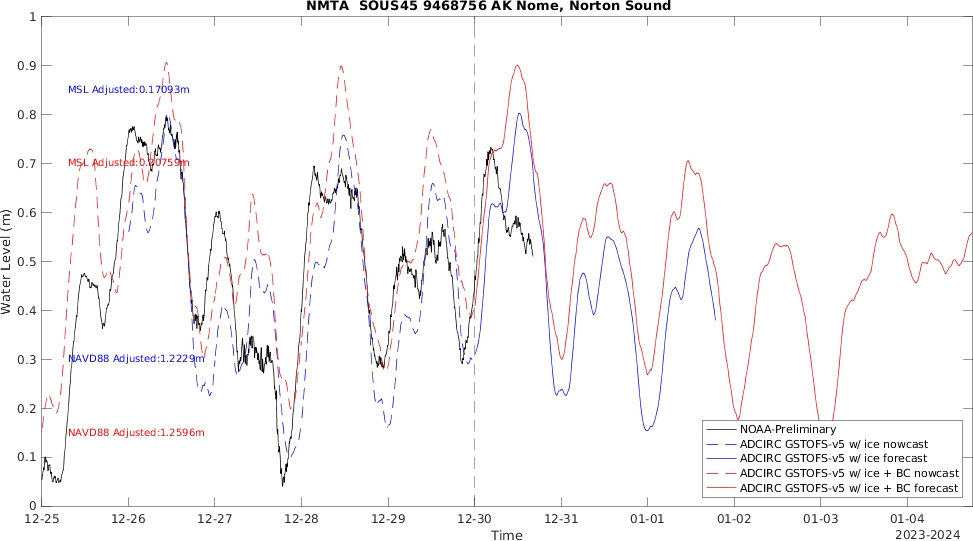 NMTA SOUS45 9468756 AK Nome, Norton Sound
1
0.9
0.8
0.7
0.6
0.5
0.4
0.3
0.2
0.1
0
Water Level (m)
MSL Adjusted:0.17093m
MSL Adjusted:0.30759m
NAVD88 Adjusted:1.2229m
NAVD88 Adjusted:1.2596m
NOAA-Preliminary
ADCIRC GSTOFS-v5 w/ ice nowcast
ADCIRC GSTOFS-v5 w/ ice forecast
ADCIRC GSTOFS-v5 w/ ice + BC nowcast
ADCIRC GSTOFS-v5 w/ ice + BC forecast
12-25 12-26 12-27 12-28 12-29 12-30 12-31 01-01 01-02 01-03 01-04
Time
2023-2024